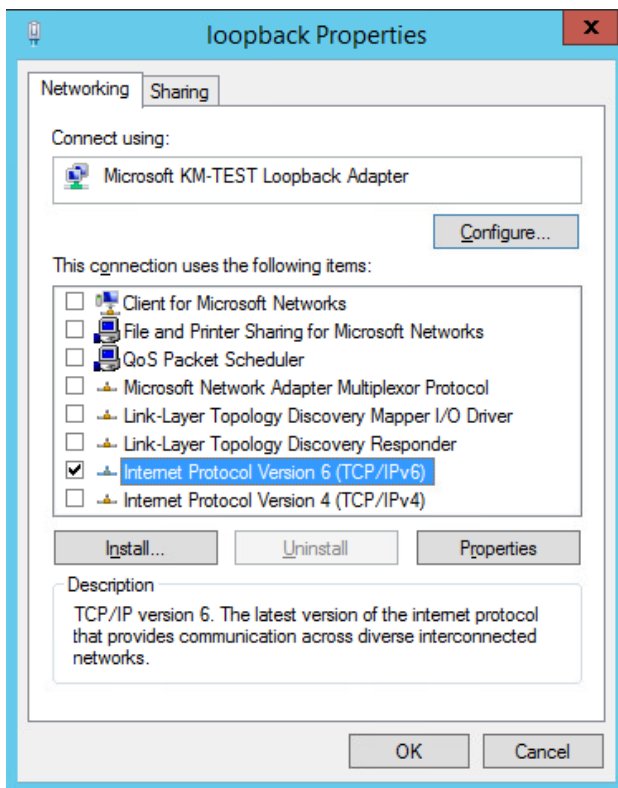 loopback Properties
x
Networking
Sharing
Connect using:
Microsoft KM-TEST Loopback Adapter
Configure...
This connection uses the following items:
Client for Microsoft Networks
File and Printer Sharing for Microsoft Networks
QoS Packet Scheduler
Microsoft Network Adapter Multiplexor Protocol
Link-Layer Topology Discovery Mapper I/O Driver
Link-Layer Topology Discovery Responder
Internet Protocol Version 6 (TCP/IPv6)
Internet Protocol Version 4 (TCP/IPv4)
Install...
Uninstall
Properties
Description
TCP/IP version 6. The latest version of the internet protocol
that provides communication across diverse interconnected
networks.
OK
Cancel